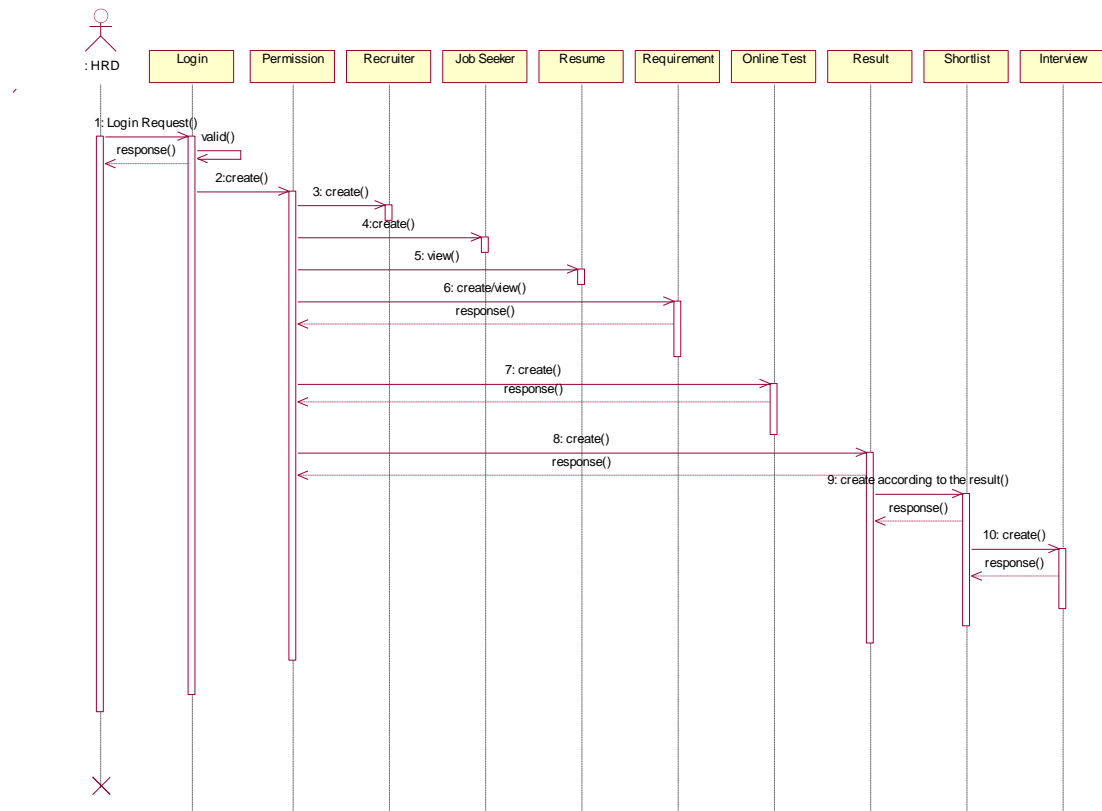 : HRD
Login
Permission
Recruiter
Job Seeker
Resume
Requirement
Online Test
Result
Shortlist
Interview
1: Login Request()
valid()
response()
2:create()
3: create()
4:create()
5: view()
6: create/view()
response()
7: create()
response()
8: create()
response()
9: create according to the result()
response()
10: create()
response()